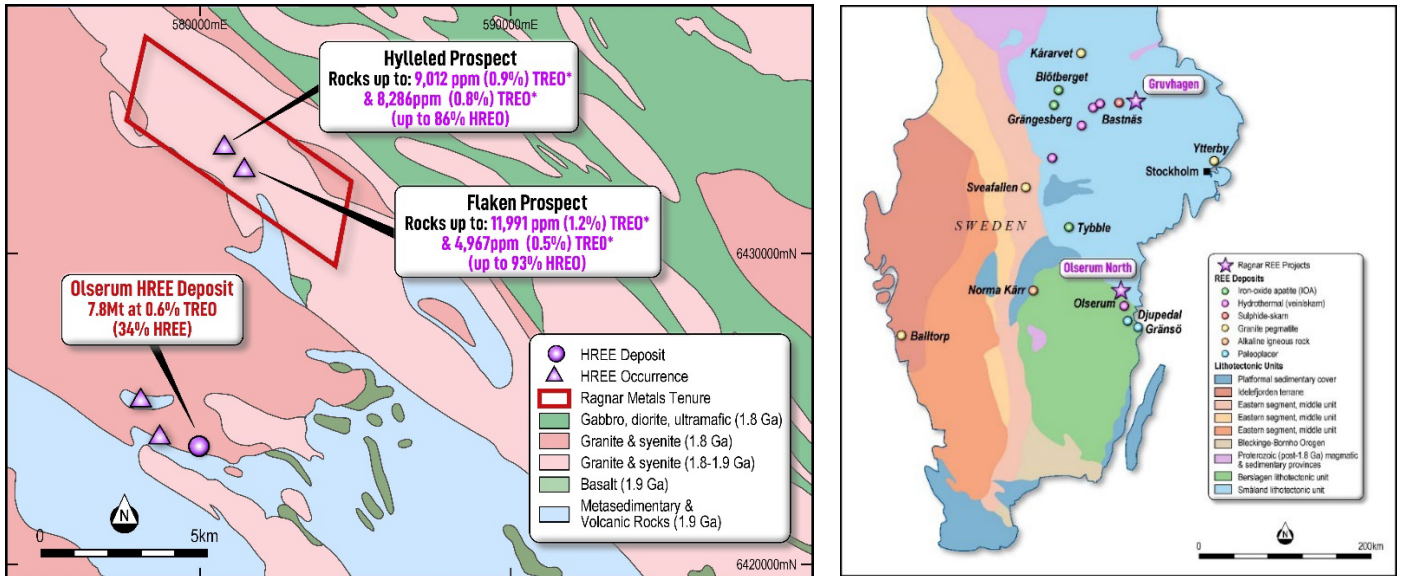 580000mE
590000mE
Hylleled Prospect
Rocks up to: 9,012 ppm (0.9%) TREO*
& 8,286ppm (0.8%) TREO*
(up to 86% HREO)
Flaken Prospect
Rocks up to: 11,991 ppm (1.2%) TREO*
& 4,967ppm (0.5%) TREO*
(up to 93% HREO)
6430000mN
Olserum HREE Deposit
7.8Mt at 0.6% TREO
(34% HREE)
HREE Deposit
HREE Occurrence
Ragnar Metals Tenure
Gabbro, diorite, ultramafic (1.8 Ga)
Granite & syenite (1.8 Ga)
Granite & syenite (1.8-1.9 Ga)
Basalt (1.9 Ga)
Metasedimentary &
Volcanic Rocks (1.9 Ga)
N
0 5km
6420000mN
Kårarvet
Blötberget
Gruvhagen
Grängesberg
Bastnäs
Ytterby
Stockholm
Sveafallen
SWEDEN
Tybble
Olserum North
Norma Kärr
Olserum
Djupedal
Gränsö
Balltorp
Ragnar REE Projects
REE Deposits
Iron-oxide apatite (IOA)
Hydrothermal (vein/skarn)
Sulphide-skarn
Granite pegmatite
Alkaline igneous rock
Paleoplacer
Lithotectonic Units
Platformal sedimentary cover
Idelefjorden terrane
Eastern segment, middle unit
Eastern segment, middle unit
Eastern segment, middle unit
Bleckinge-Bornho Orogen
Proterozoic (post-1.8 Ga) magmatic
& sedimentary provinces
Berslagen lithotectonic unit
Småland lithotectonic unit
N
0 200km